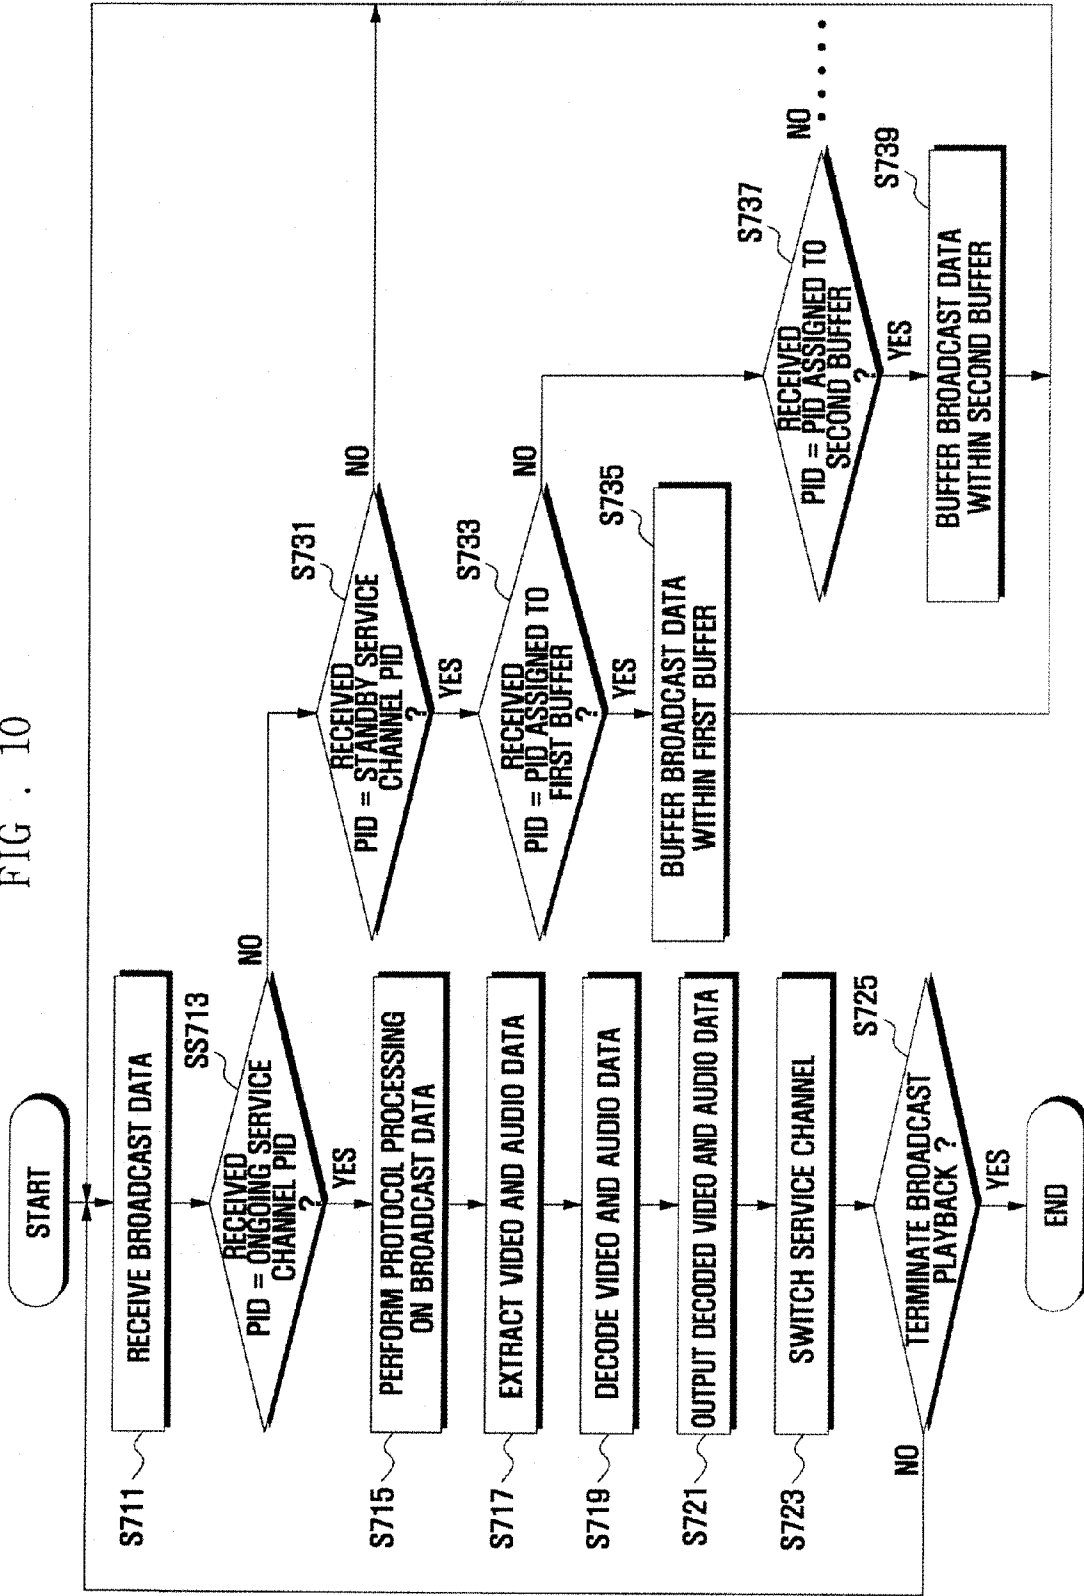 FIG . 10
START
RECEIVE BROADCAST DATA
S711
SS713
RECEIVED
PID = ONGOING SERVICE
CHANNEL PID
?
NO
YES
PERFORM PROTOCOL PROCESSING
ON BROADCAST DATA
S715
EXTRACT VIDEO AND AUDIO DATA
S717
DECODE VIDEO AND AUDIO DATA
S719
OUTPUT DECODED VIDEO AND AUDIO DATA
S721
SWITCH SERVICE CHANNEL
S723
S725
TERMINATE BROADCAST
PLAYBACK ?
NO
YES
END
S731
RECEIVED
PID = STANDBY SERVICE
CHANNEL PID
?
NO
YES
S733
RECEIVED
PID = PID ASSIGNED TO
FIRST BUFFER
?
NO
YES
S735
BUFFER BROADCAST DATA
WITHIN FIRST BUFFER
S737
RECEIVED
PID = PID ASSIGNED TO
SECOND BUFFER
?
NO ......
YES
S739
BUFFER BROADCAST DATA
WITHIN SECOND BUFFER